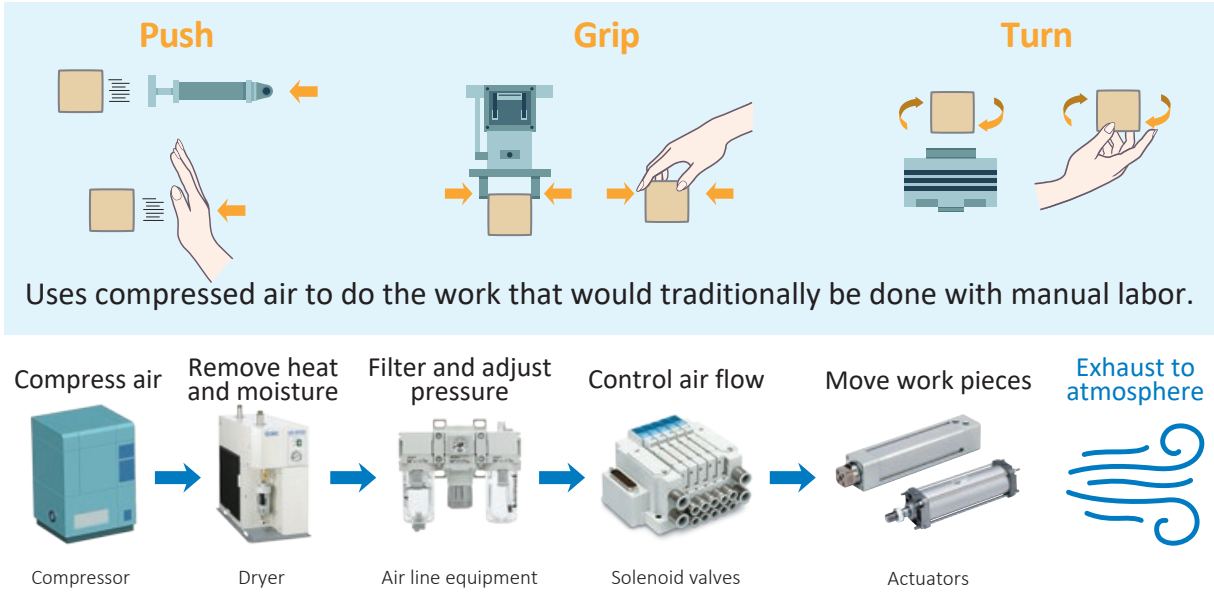 Push
Grip
Turn
Uses compressed air to do the work that would traditionally be done with manual labor.
Compress air
Remove heat
and moisture
Filter and adjust
pressure
Control air flow
Move work pieces
Exhaust to
atmosphere
Compressor
Dryer
Air line equipment
Solenoid valves
Actuators